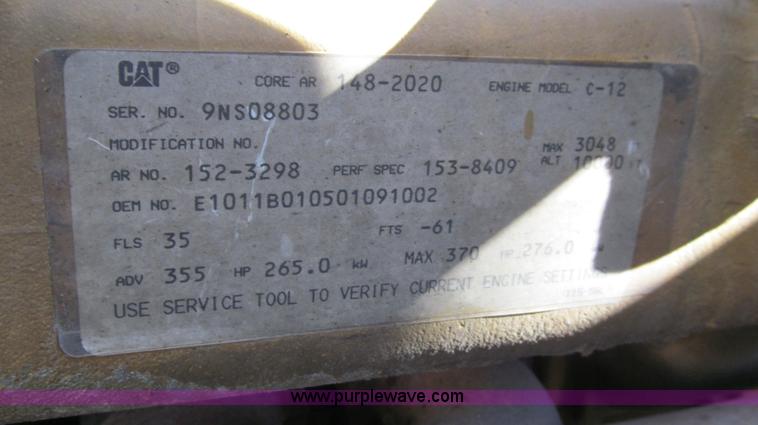 CAT® CORE AR 148-2020 ENGINE MODEL C-12
SER. NO. 9NS08803
MODIFICATION NO. MAX 3048
AR NO. 152-3298 PERF SPEC 153-8409 ALT 10000
OEM NO. E1011B010501091002
FLS 35 FTS -61
ADV 355 HP 265.0 kW MAX 370 HP 276.0
USE SERVICE TOOL TO VERIFY CURRENT ENGINE SETTINGS
www.purplewave.com